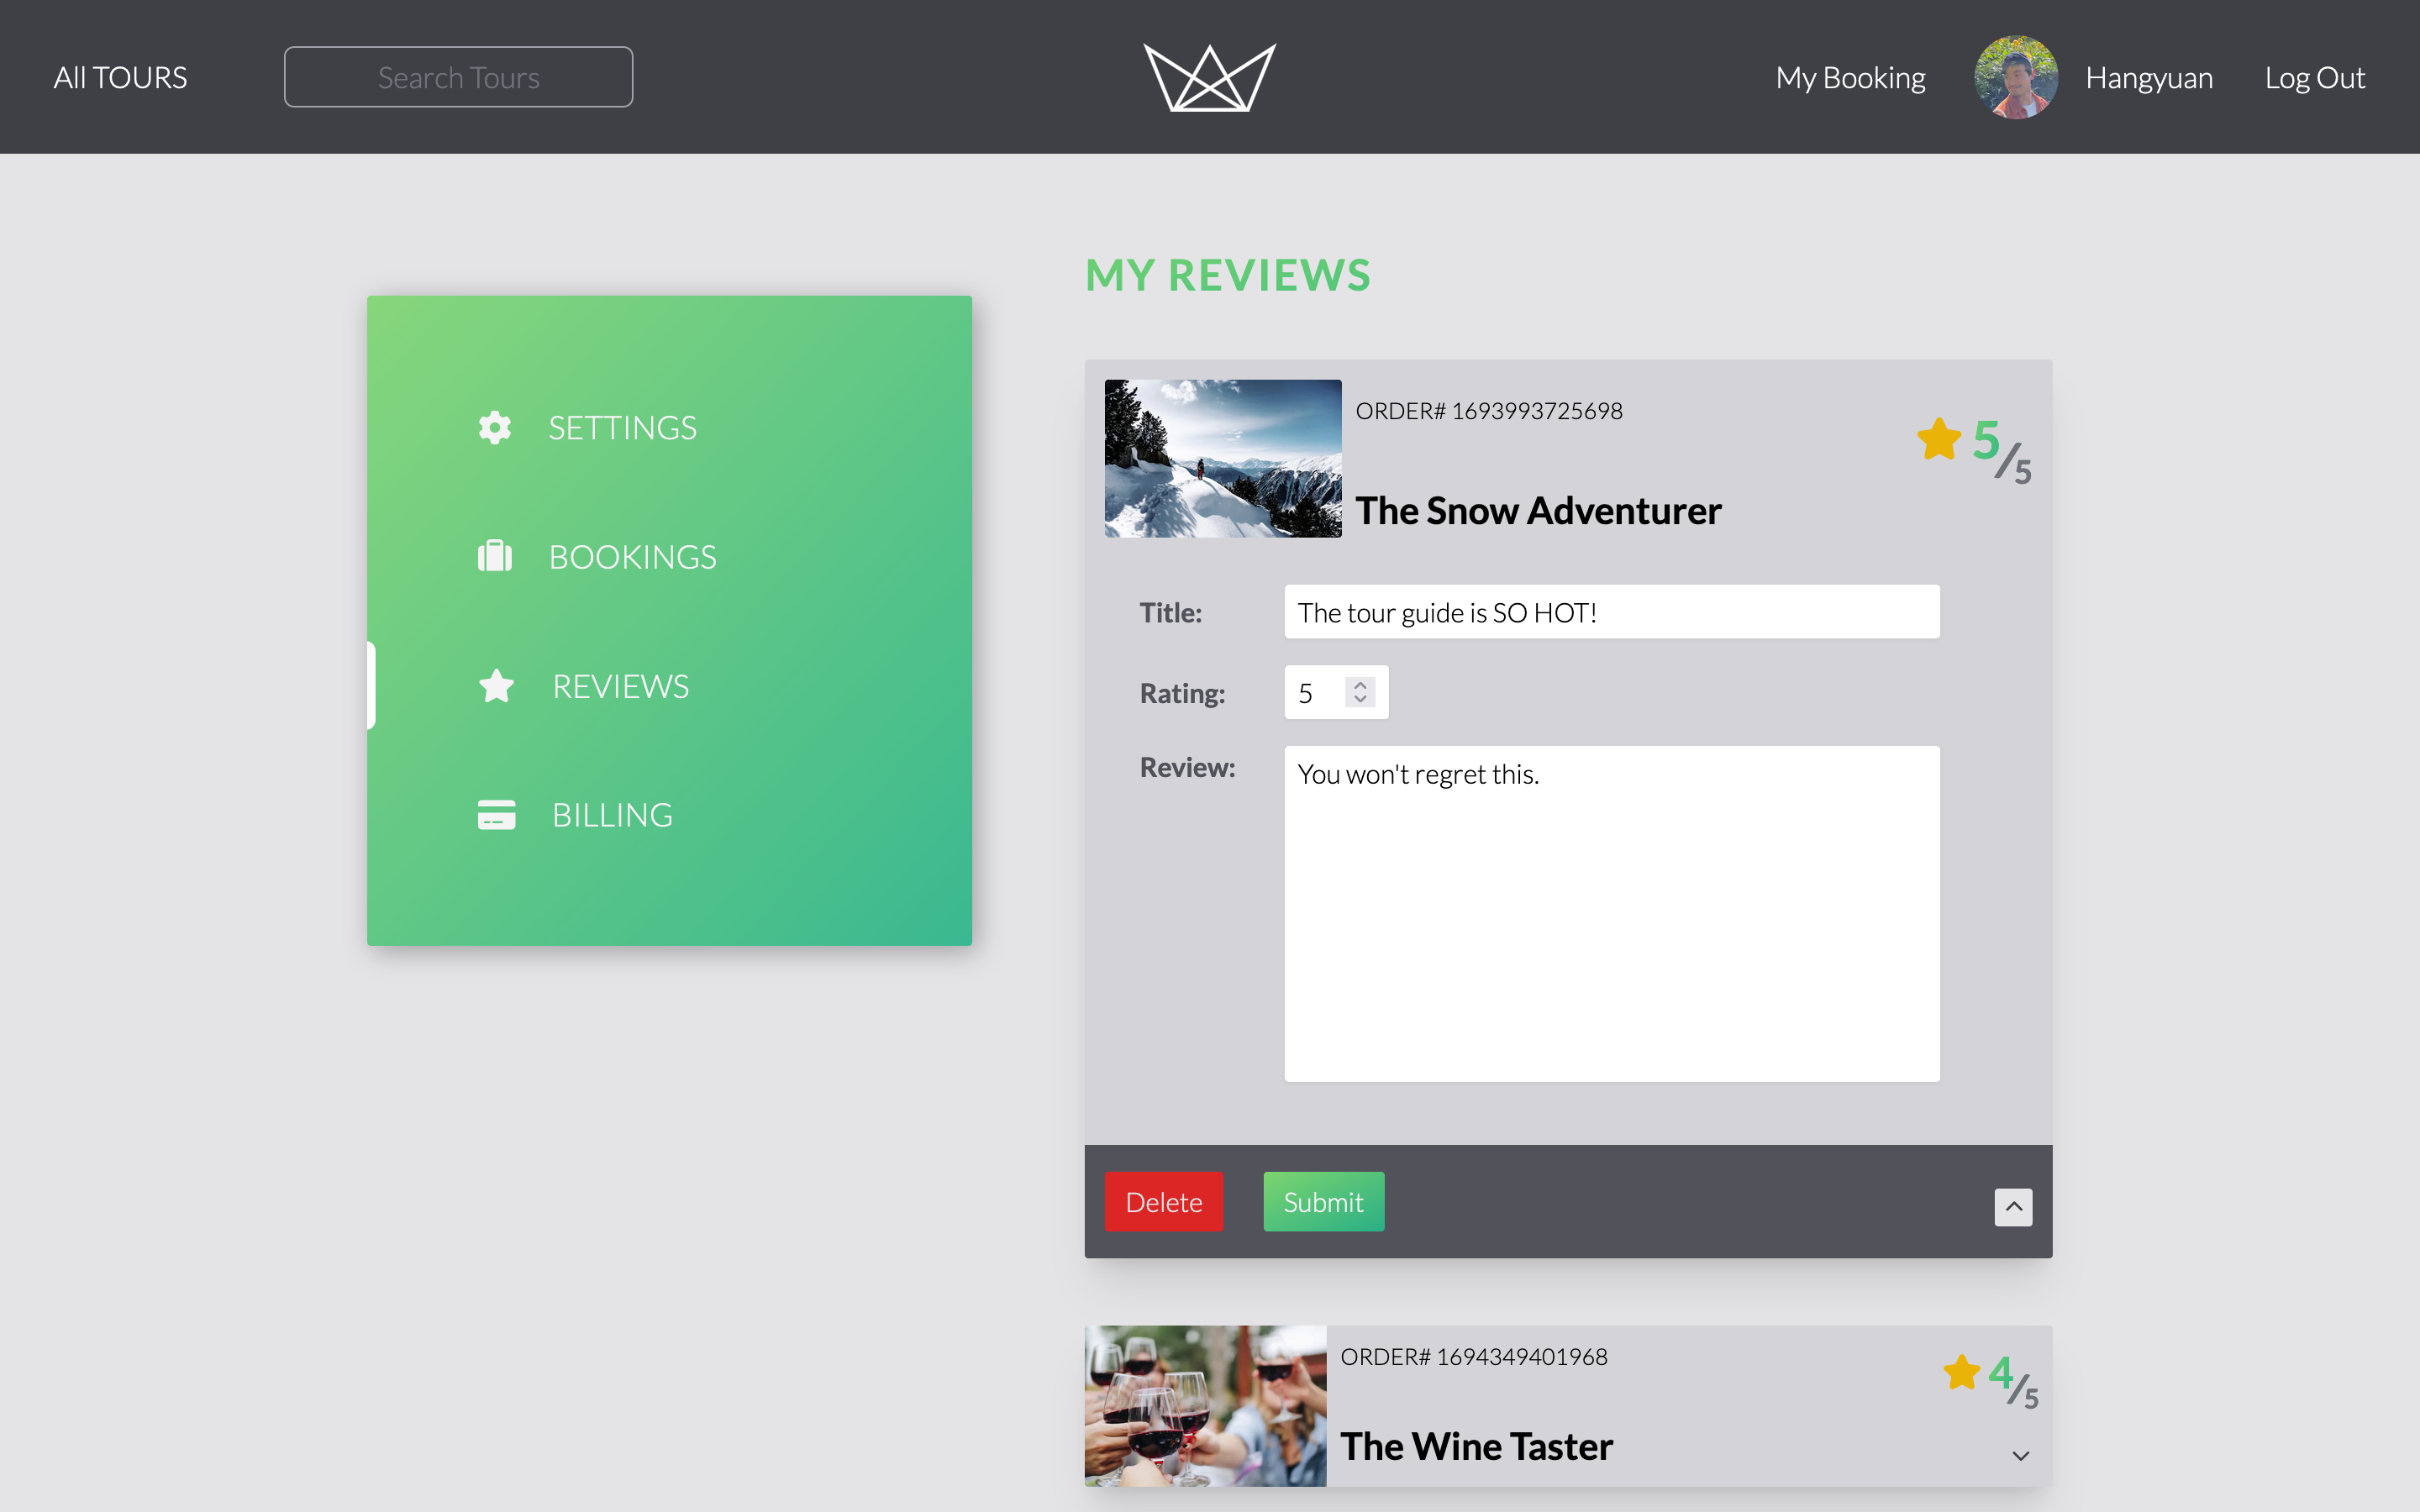 All TOURS
Search Tours
My Booking
Hangyuan
Log Out
SETTINGS
BOOKINGS
REVIEWS
BILLING
MY REVIEWS
ORDER# 1693993725698
5/5
The Snow Adventurer
Title:
The tour guide is SO HOT!
Rating:
5
Review:
You won't regret this.
Delete
Submit
ORDER# 1694349401968
4/5
The Wine Taster